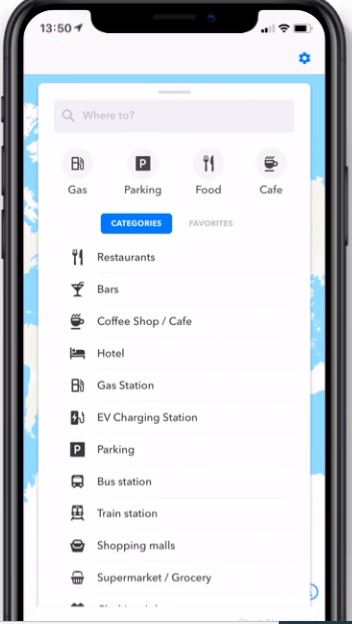 13:50
Where to?
Gas Parking Food Cafe
CATEGORIES FAVORITES
Restaurants
Bars
Coffee Shop / Cafe
Hotel
Gas Station
EV Charging Station
P Parking
Bus station
Train station
Shopping malls
Supermarket / Grocery